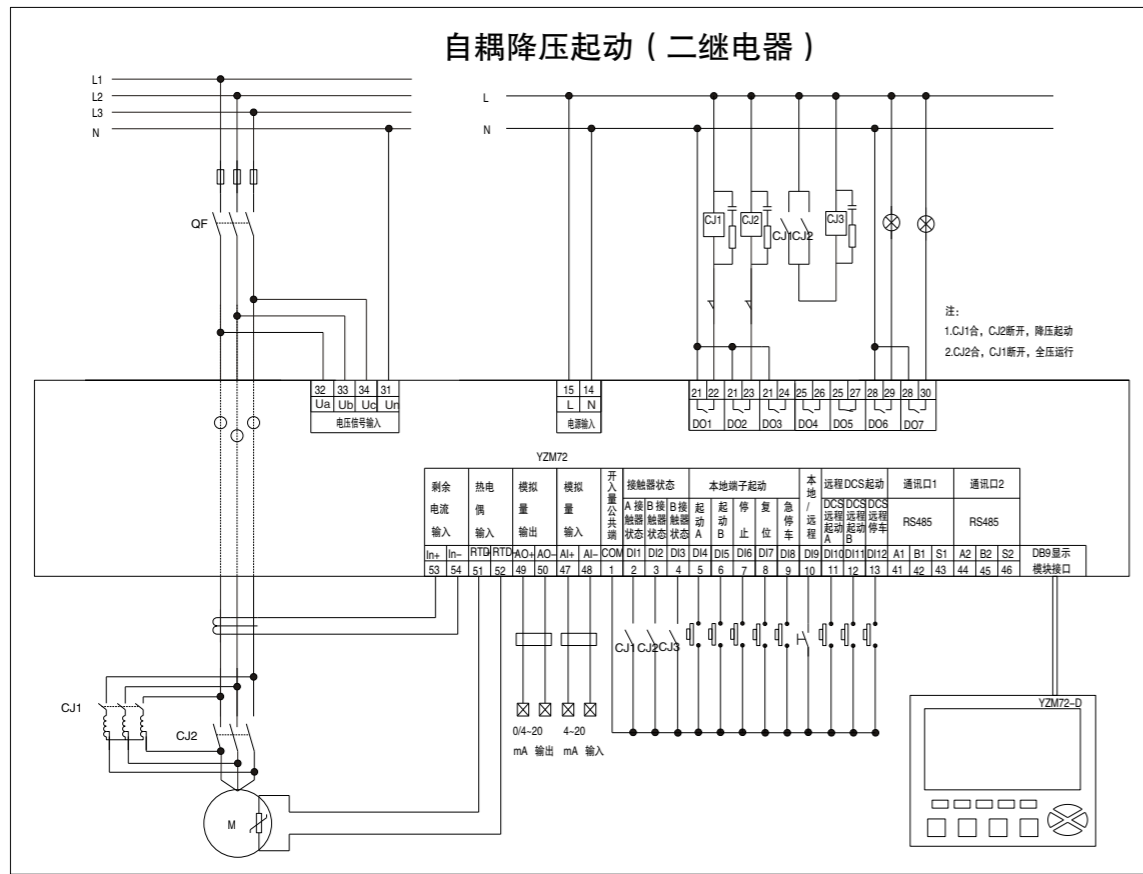 自耦降压起动（二继电器）
L1
L2
L3
N
L
N
QF
CJ1
CJ2
CJ1
CJ2
CJ3
注：
1.CJ1合，CJ2断开，降压起动
2.CJ2合，CJ1断开，全压运行
32 33 34 31
Ua Ub Uc Un
电压信号输入
15 14
L N
电源输入
21 22 21 23 21 24 25 26 25 27 28 29 28 30
DO1 DO2 DO3 DO4 DO5 DO6 DO7
YZM72
剩余电流输入
热电偶输入
模拟量输出
模拟量输入
开入量公共端
接触器状态
A接触器状态
B接触器状态
B接触器状态
本地端子起动
起动A
起动B
停止
复位
急停车
本地/远程
远程DCS起动
DCS远程起动A
DCS远程起动B
DCS远程停车
通讯口1
RS485
通讯口2
RS485
In+ In- RTD+ RTD- AO+ AO- AI+ AI- COM DI1 DI2 DI3 DI4 DI5 DI6 DI7 DI8 DI9 DI10 DI11 DI12 A1 B1 S1 A2 B2 S2
DB9显示
模块接口
53 54 51 52 49 50 47 48 1 2 3 4 5 6 7 8 9 10 11 12 13 41 42 43 44 45 46
CJ1 CJ2 CJ3
0/4~20
mA 输出
4~20
mA 输入
CJ1
CJ2
M
YZM72-D